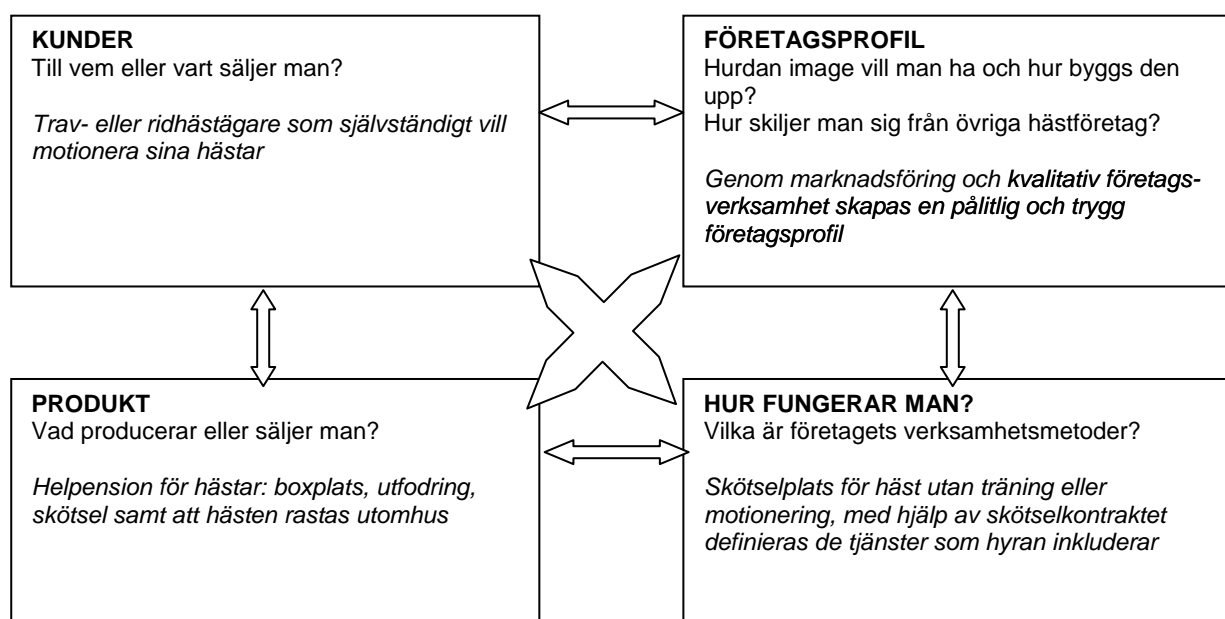 KUNDER
Till vem eller vart säljer man?
Trav- eller ridhästägare som självständigt vill
motionera sina hästar
FÖRETAGSPROFIL
Hurdan image vill man ha och hur byggs den
upp?
Hur skiljer man sig från övriga hästföretag?
Genom marknadsföring och kvalitativ företags-
verksamhet skapas en pålitlig och trygg
företagsprofil
PRODUKT
Vad producerar eller säljer man?
Helpension för hästar: boxplats, utfodring,
skötsel samt att hästen rastas utomhus
HUR FUNGERAR MAN?
Vilka är företagets verksamhetsmetoder?
Skötselplats för häst utan träning eller
motionering, med hjälp av skötselkontraktet
definieras de tjänster som hyran inkluderar